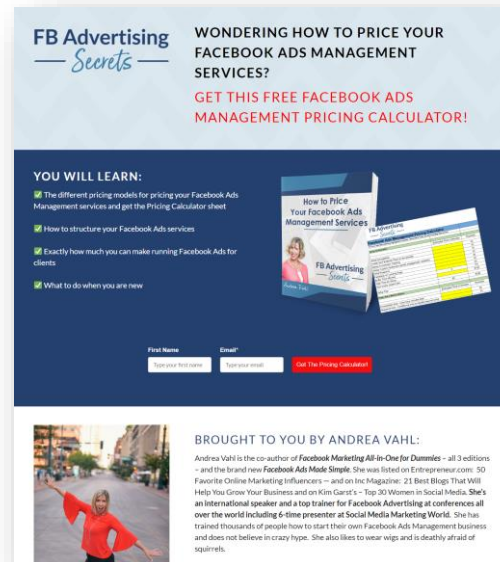 FB Advertising
Secrets
WONDERING HOW TO PRICE YOUR
FACEBOOK ADS MANAGEMENT
SERVICES?
GET THIS FREE FACEBOOK ADS
MANAGEMENT PRICING CALCULATOR!
YOU WILL LEARN:
✅ The different pricing models for pricing your Facebook Ads
Management services and get the Pricing Calculator sheet
✅ How to structure your Facebook Ads services
✅ Exactly how much you can make running Facebook Ads for
clients
✅ What to do when you are new
How to Price
Your Facebook Ads
Management Services
FB Advertising
Secrets
Andrea Vahl
FB Advertising
Secrets
First Name
Email*
Type your first name
Type your email
Get The Pricing Calculator!
BROUGHT TO YOU BY ANDREA VAHL:
Andrea Vahl is the co-author of Facebook Marketing All-in-One for Dummies – all 3 editions
– and the brand new Facebook Ads Made Simple. She was listed on Entrepreneur.com: 50
Favorite Online Marketing Influencers — and on Inc Magazine: 21 Best Blogs That Will
Help You Grow Your Business and on Kim Garst's – Top 30 Women in Social Media. She's
an international speaker and a top trainer for Facebook Advertising at conferences all
over the world including 6-time presenter at Social Media Marketing World. She has
trained thousands of people how to start their own Facebook Ads Management business
and does not believe in crazy hype. She also likes to wear wigs and is deathly afraid of
squirrels.